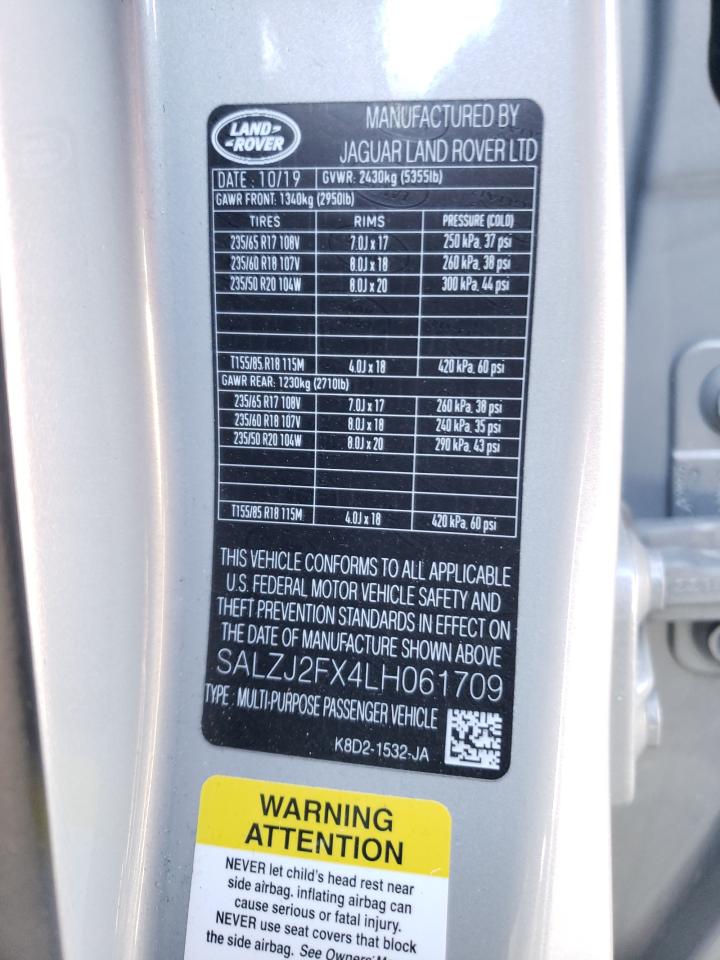 LAND-
-ROVER
MANUFACTURED BY
JAGUAR LAND ROVER LTD
DATE : 10/19 GVWR: 2430kg (5355lb)
GAWR FRONT: 1340kg (2950lb)
TIRES RIMS PRESSURE (COLD)
235/65 R17 108V 7.0J x 17 250 kPa, 37 psi
235/60 R18 107V 8.0J x 18 260 kPa, 38 psi
235/50 R20 104W 8.0J x 20 300 kPa, 44 psi
T155/85 R18 115M 4.0J x 18 420 kPa, 60 psi
GAWR REAR: 1230kg (2710lb)
235/65 R17 108V 7.0J x 17 260 kPa, 38 psi
235/60 R18 107V 8.0J x 18 240 kPa, 35 psi
235/50 R20 104W 8.0J x 20 290 kPa, 43 psi
T155/85 R18 115M 4.0J x 18 420 kPa, 60 psi
THIS VEHICLE CONFORMS TO ALL APPLICABLE
U.S. FEDERAL MOTOR VEHICLE SAFETY AND
THEFT PREVENTION STANDARDS IN EFFECT ON
THE DATE OF MANUFACTURE SHOWN ABOVE
SALZJ2FX4LH061709
TYPE : MULTI-PURPOSE PASSENGER VEHICLE
K8D2-1532-JA
WARNING
ATTENTION
NEVER let child's head rest near
side airbag. inflating airbag can
cause serious or fatal injury.
NEVER use seat covers that block
the side airbag. See Owners'